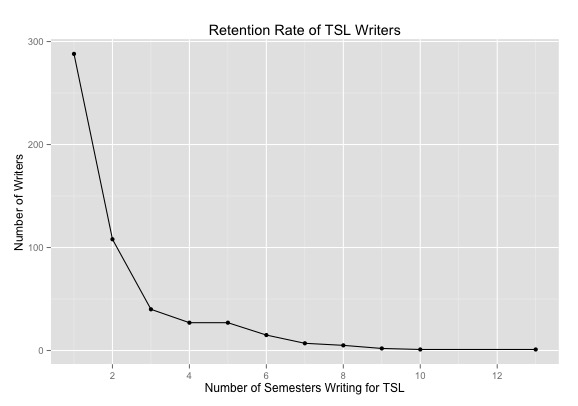 Retention Rate of TSL Writers
300
200
100
0
Number of Writers
2 4 6 8 10 12
Number of Semesters Writing for TSL